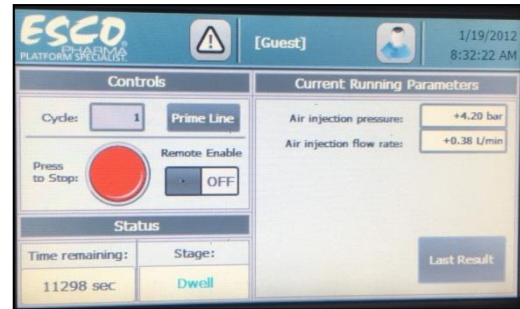 ESCO
PHARMA
PLATFORM SPECIALIST.
[Guest]
1/19/2012
8:32:22 AM
Controls
Cycle: 1
Prime Line
Press
to Stop:
Remote Enable
OFF
Status
Time remaining: Stage:
11298 sec Dwell
Current Running Parameters
Air injection pressure: +4.20 bar
Air injection flow rate: +0.38 L/min
Last Result